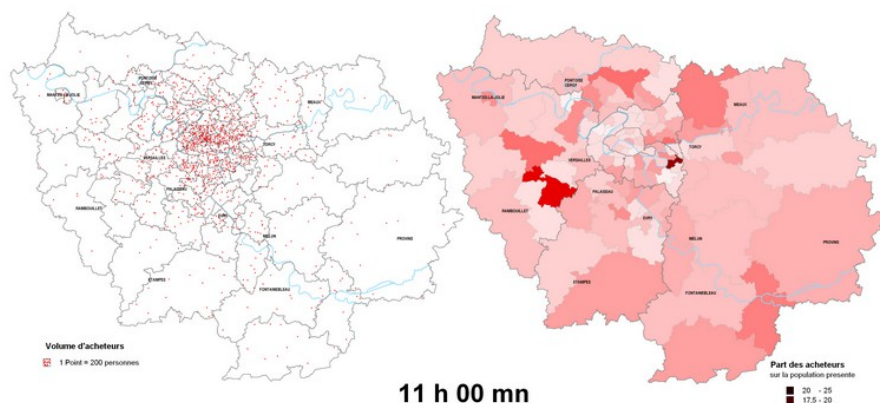 PONTOISE
CERGY
MANTES-LA-JOLIE
MEAUX
VERSAILLES
TORCY
PALAISEAU
RAMBOUILLET
EVRY
MELUN
PROVINS
ETAMPES
FONTAINEBLEAU
Volume d'acheteurs
1 Point = 200 personnes
PONTOISE
CERGY
MANTES-LA-JOLIE
MEAUX
VERSAILLES
TORCY
PALAISEAU
RAMBOUILLET
EVRY
MELUN
PROVINS
ETAMPES
FONTAINEBLEAU
Part des acheteurs
sur la population presente
20 - 25
17.5 - 20
11 h 00 mn